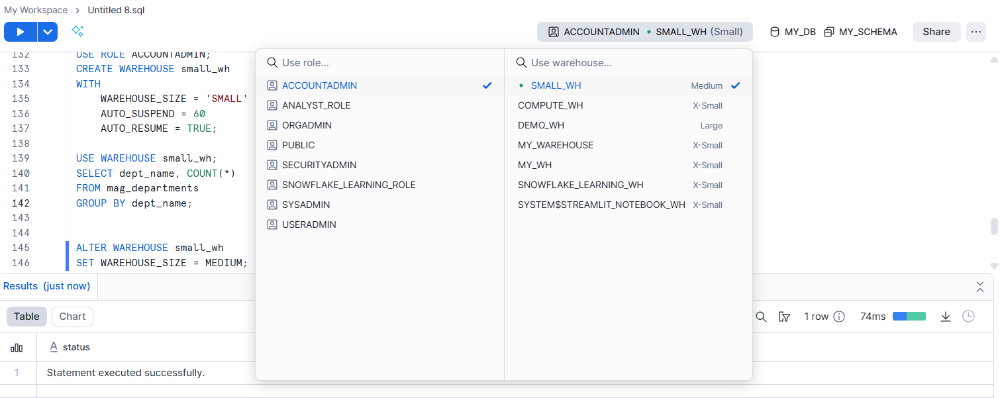 My Workspace > Untitled 8.sql
ACCOUNTADMIN • SMALL_WH (Small) MY_DB MY_SCHEMA Share ...
132 USE ROLE ACCOUNTADMIN;
133 CREATE WAREHOUSE small_wh
134 WITH
135 WAREHOUSE_SIZE = 'SMALL'
136 AUTO_SUSPEND = 60
137 AUTO_RESUME = TRUE;
138
139 USE WAREHOUSE small_wh;
140 SELECT dept_name, COUNT(*)
141 FROM mag_departments
142 GROUP BY dept_name;
143
144
145 ALTER WAREHOUSE small_wh
146 SET WAREHOUSE_SIZE = MEDIUM;
Use role...
ACCOUNTADMIN
ANALYST_ROLE
ORGADMIN
PUBLIC
SECURITYADMIN
SNOWFLAKE_LEARNING_ROLE
SYSADMIN
USERADMIN
Use warehouse...
SMALL_WH Medium
COMPUTE_WH X-Small
DEMO_WH Large
MY_WAREHOUSE X-Small
MY_WH X-Small
SNOWFLAKE_LEARNING_WH X-Small
SYSTEM$STREAMLIT_NOTEBOOK_WH X-Small
Results (just now)
Table Chart 1 row 74ms
A status
1 Statement executed successfully.